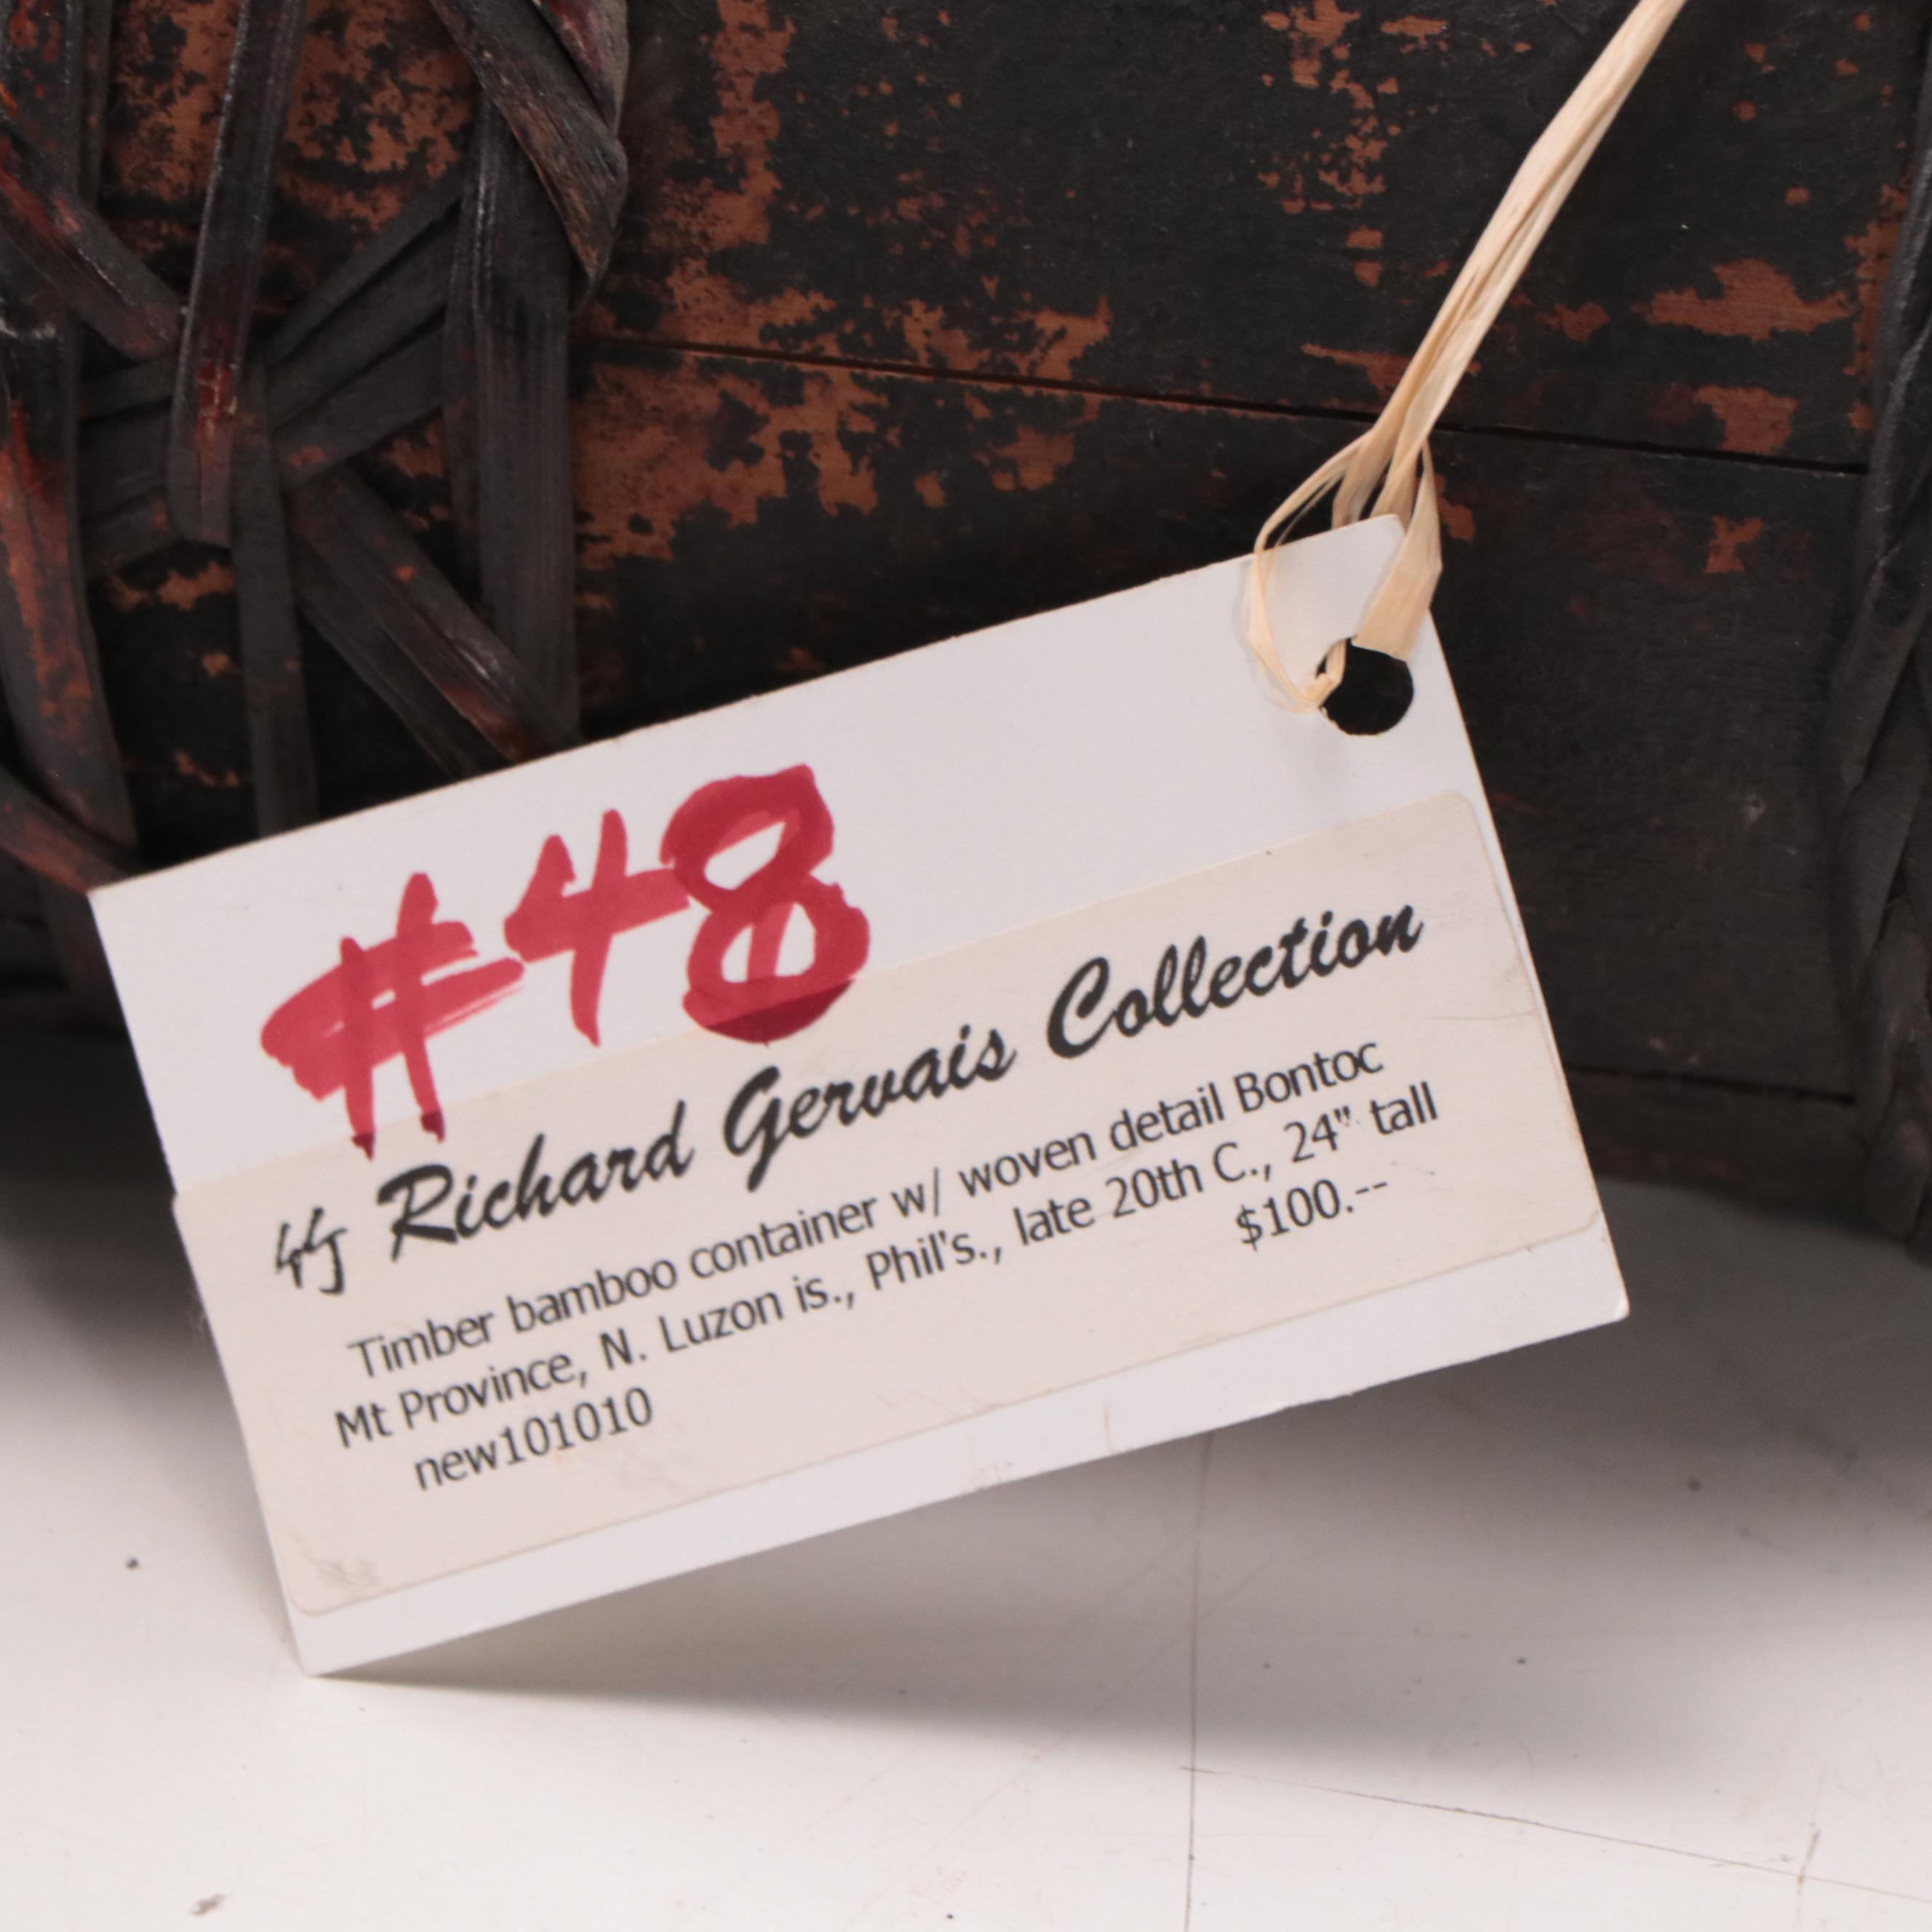 #48
Richard Gervais Collection
Timber bamboo container w/ woven detail Bontoc
Mt Province, N. Luzon is., Phil's., late 20th C., 24" tall
new101010 $100.--